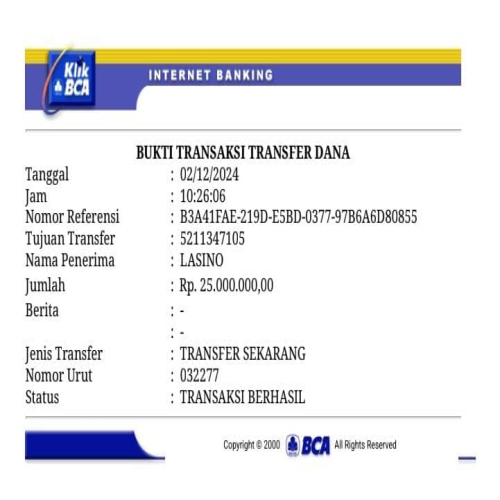 Klik
BCA
INTERNET BANKING
BUKTI TRANSAKSI TRANSFER DANA
Tanggal : 02/12/2024
Jam : 10:26:06
Nomor Referensi : B3A41FAE-219D-E5BD-0377-97B6A6D80855
Tujuan Transfer : 5211347105
Nama Penerima : LASINO
Jumlah : Rp. 25.000.000,00
Berita : -
: -
Jenis Transfer : TRANSFER SEKARANG
Nomor Urut : 032277
Status : TRANSAKSI BERHASIL
Copyright © 2000 BCA All Rights Reserved